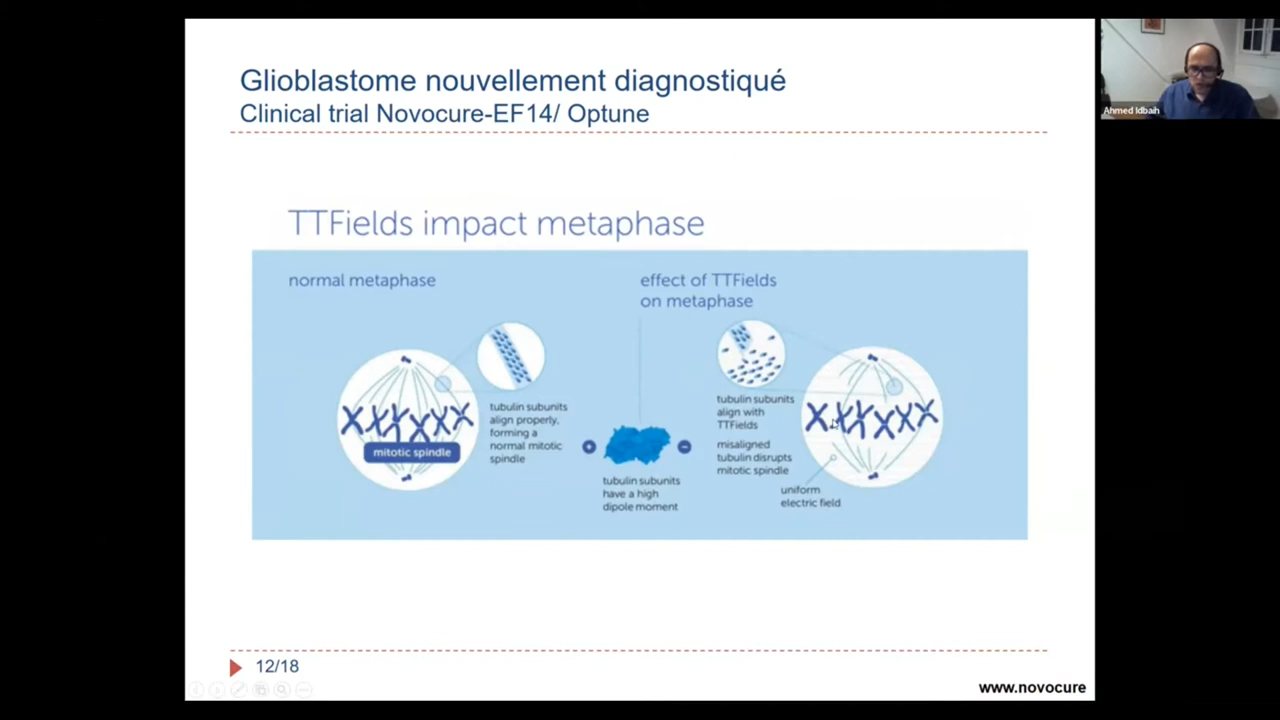 Glioblastome nouvellement diagnostiqué
Clinical trial Novocure-EF14/ Optune
Ahmed Idbaih
TTFields impact metaphase
normal metaphase
effect of TTFields
on metaphase
tubulin subunits
align properly,
forming a
normal mitotic
spindle
mitotic spindle
tubulin subunits
have a high
dipole moment
tubulin subunits
align with
TTFields
misaligned
tubulin disrupts
mitotic spindle
uniform
electric field
12/18
www.novocure